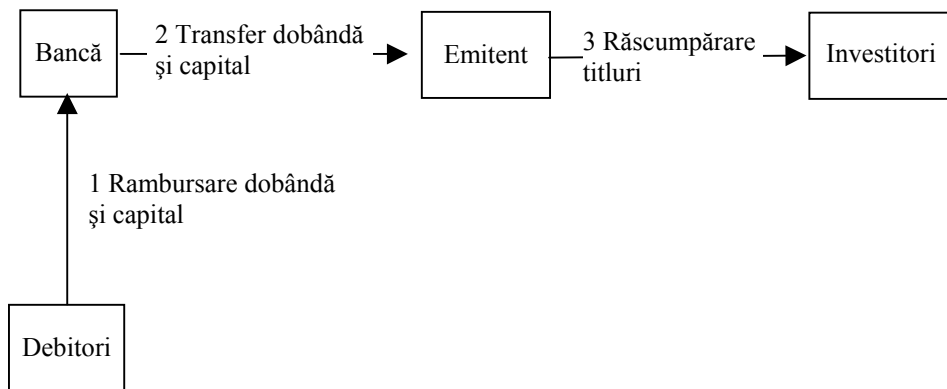 Bancă
2 Transfer dobândă
şi capital
Emitent
3 Răscumpărare
titluri
Investitori
1 Rambursare dobândă
şi capital
Debitori